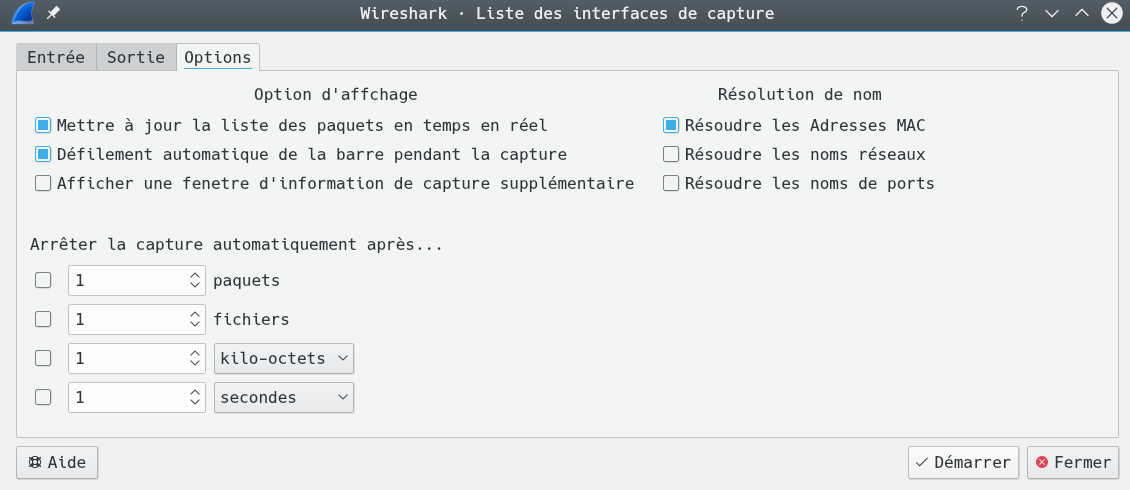 Wireshark · Liste des interfaces de capture
Entrée Sortie Options
Option d'affchage
Mettre à jour la liste des paquets en temps en réel
Défilement automatique de la barre pendant la capture
Afficher une fenetre d'information de capture supplémentaire
Résolution de nom
Résoudre les Adresses MAC
Résoudre les noms réseaux
Résoudre les noms de ports
Arrêter la capture automatiquement après...
1 paquets
1 fichiers
1 kilo-octets
1 secondes
Aide Démarrer Fermer